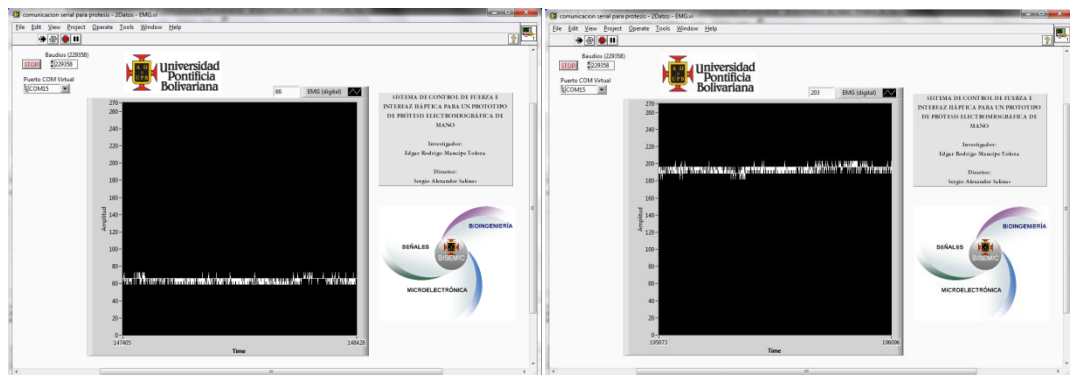 comunicacion serial para protesis - 2Datos - EMG.vi
File Edit View Project Operate Tools Window Help
Baudios (229358)
STOP
229358
Puerto COM Virtual
COM15
Universidad
Pontificia
Bolivariana
66
EMG (digital)
270
260
240
220
200
180
160
140
120
100
80
60
40
20
0
Amplitud
147405
148428
Time
SISTEMA DE CONTROL DE FUERZA E
INTERFAZ HÁPTICA PARA UN PROTOTIPO
DE PRÓTESIS ELECTROMIOGRÁFICA DE
MANO
Investigador:
Edgar Rodrigo Mancipe Toloza
Director:
Sergio Alexander Salinas
BIOINGENIERÍA
SEÑALES
BISEMIC
MICROELECTRÓNICA
comunicacion serial para protesis - 2Datos - EMG.vi
File Edit View Project Operate Tools Window Help
Baudios (229358)
STOP
229358
Puerto COM Virtual
COM15
Universidad
Pontificia
Bolivariana
203
EMG (digital)
270
260
240
220
200
180
160
140
120
100
80
60
40
20
0
Amplitud
195073
196096
Time
SISTEMA DE CONTROL DE FUERZA E
INTERFAZ HÁPTICA PARA UN PROTOTIPO
DE PRÓTESIS ELECTROMIOGRÁFICA DE
MANO
Investigador:
Edgar Rodrigo Mancipe Toloza
Director:
Sergio Alexander Salinas
BIOINGENIERÍA
SEÑALES
BISEMIC
MICROELECTRÓNICA